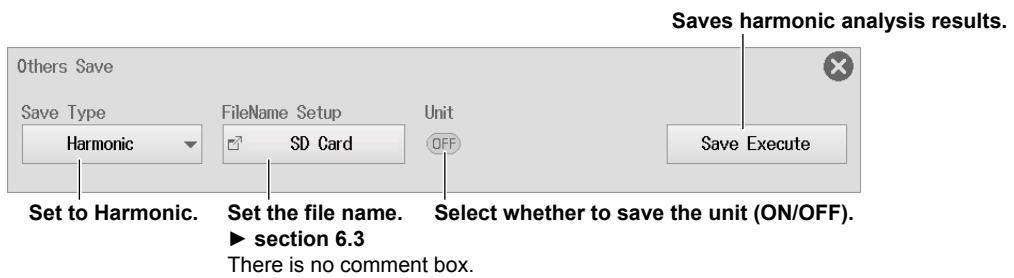 Saves harmonic analysis results.
Others Save
Save Type FileName Setup Unit
Harmonic SD Card OFF Save Execute
Set to Harmonic. Set the file name. Select whether to save the unit (ON/OFF).
► section 6.3
There is no comment box.